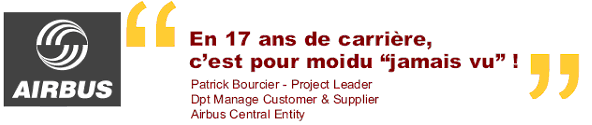 AIRBUS
“
En 17 ans de carrière,
c’est pour moidu “jamais vu” !
Patrick Bourcier - Project Leader
Dpt Manage Customer & Supplier
Airbus Central Entity
”